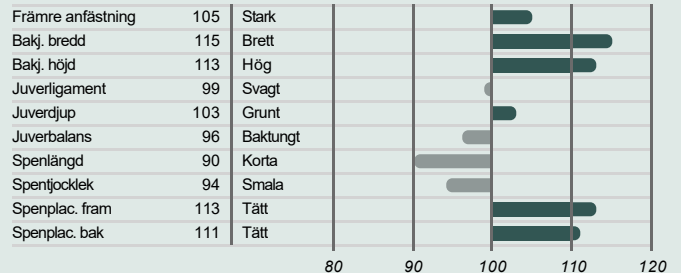 Främre anfästning 105 Stark
Bakj. bredd 115 Brett
Bakj. höjd 113 Hög
Juverligament 99 Svagt
Juverdjup 103 Grunt
Juverbalans 96 Baktungt
Spenlängd 90 Korta
Spentjocklek 94 Smala
Spenplac. fram 113 Tätt
Spenplac. bak 111 Tätt
80 90 100 110 120